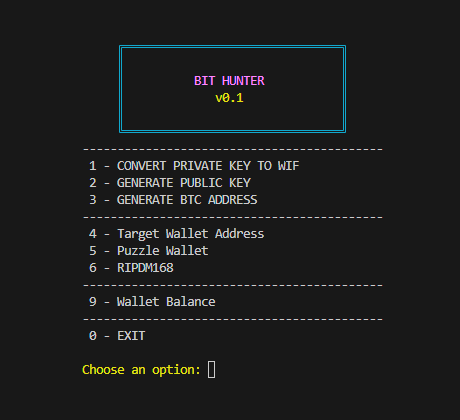 BIT HUNTER
v0.1
----------------------------------------
1 - CONVERT PRIVATE KEY TO WIF
2 - GENERATE PUBLIC KEY
3 - GENERATE BTC ADDRESS
----------------------------------------
4 - Target Wallet Address
5 - Puzzle Wallet
6 - RIPDM168
----------------------------------------
9 - Wallet Balance
----------------------------------------
0 - EXIT
Choose an option: